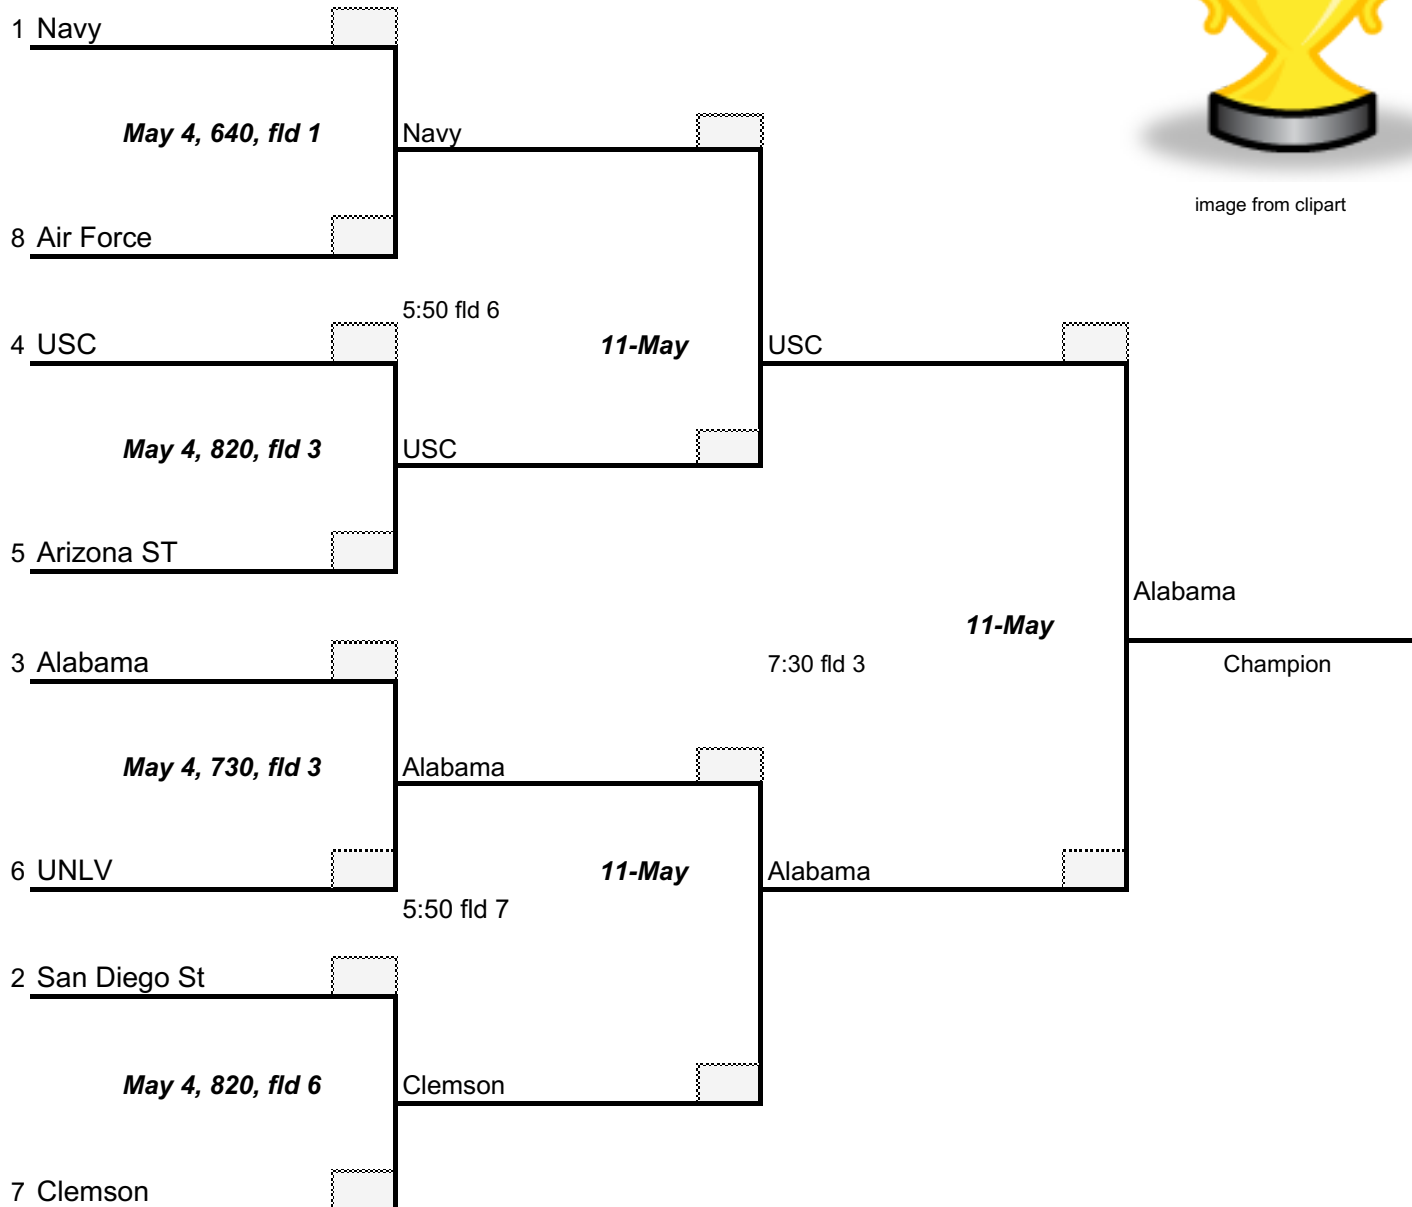 1 Navy
May 4, 640, fld 1
Navy
image from clipart
8 Air Force
5:50 fld 6
4 USC
11-May
USC
May 4, 820, fld 3
USC
5 Arizona ST
Alabama
11-May
3 Alabama
7:30 fld 3
Champion
May 4, 730, fld 3
Alabama
6 UNLV
11-May
Alabama
5:50 fld 7
2 San Diego St
May 4, 820, fld 6
Clemson
7 Clemson